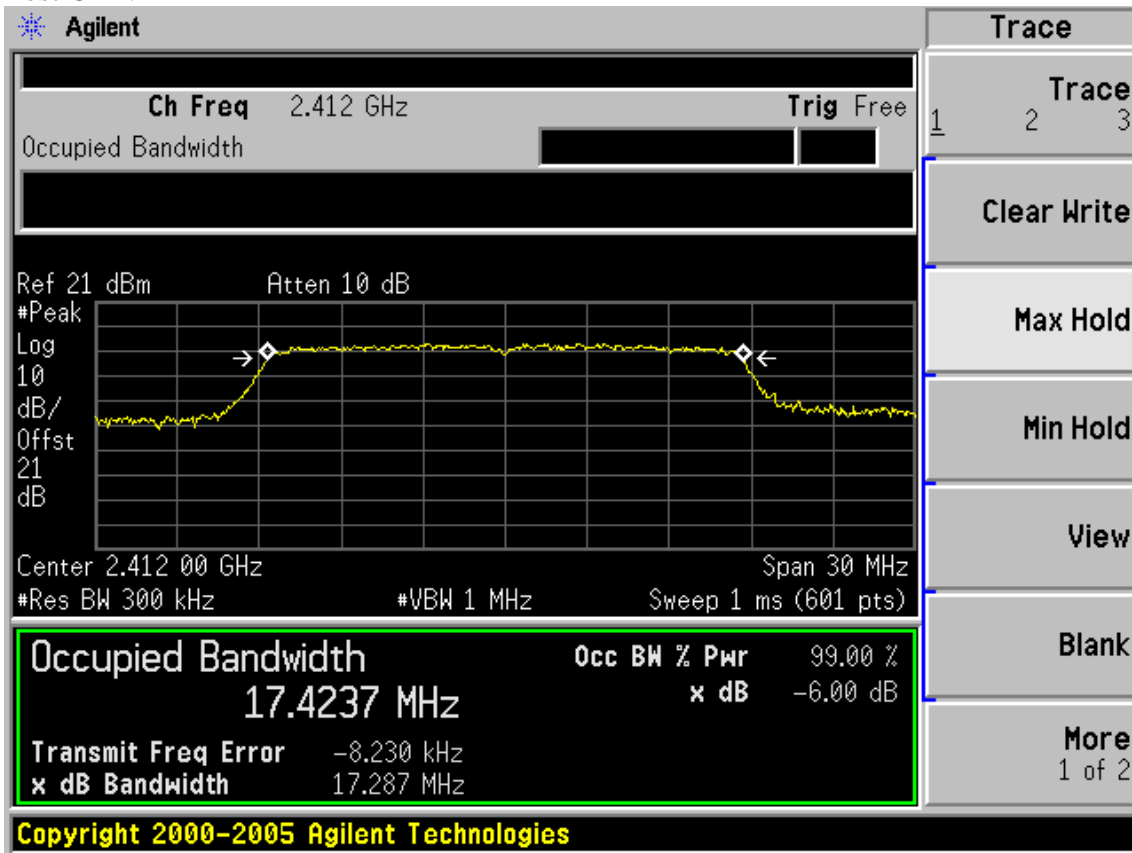 Agilent
Trace
Ch Freq 2.412 GHz Trig Free
Occupied Bandwidth
Trace
1 2 3
Clear Write
Max Hold
Min Hold
View
Blank
More
1 of 2
Ref 21 dBm Atten 10 dB
#Peak
Log
10
dB/
Offst
21
dB
Center 2.412 00 GHz Span 30 MHz
#Res BW 300 kHz #VBW 1 MHz Sweep 1 ms (601 pts)
Occupied Bandwidth
17.4237 MHz
Occ BW % Pwr 99.00 %
x dB -6.00 dB
Transmit Freq Error -8.230 kHz
x dB Bandwidth 17.287 MHz
Copyright 2000-2005 Agilent Technologies